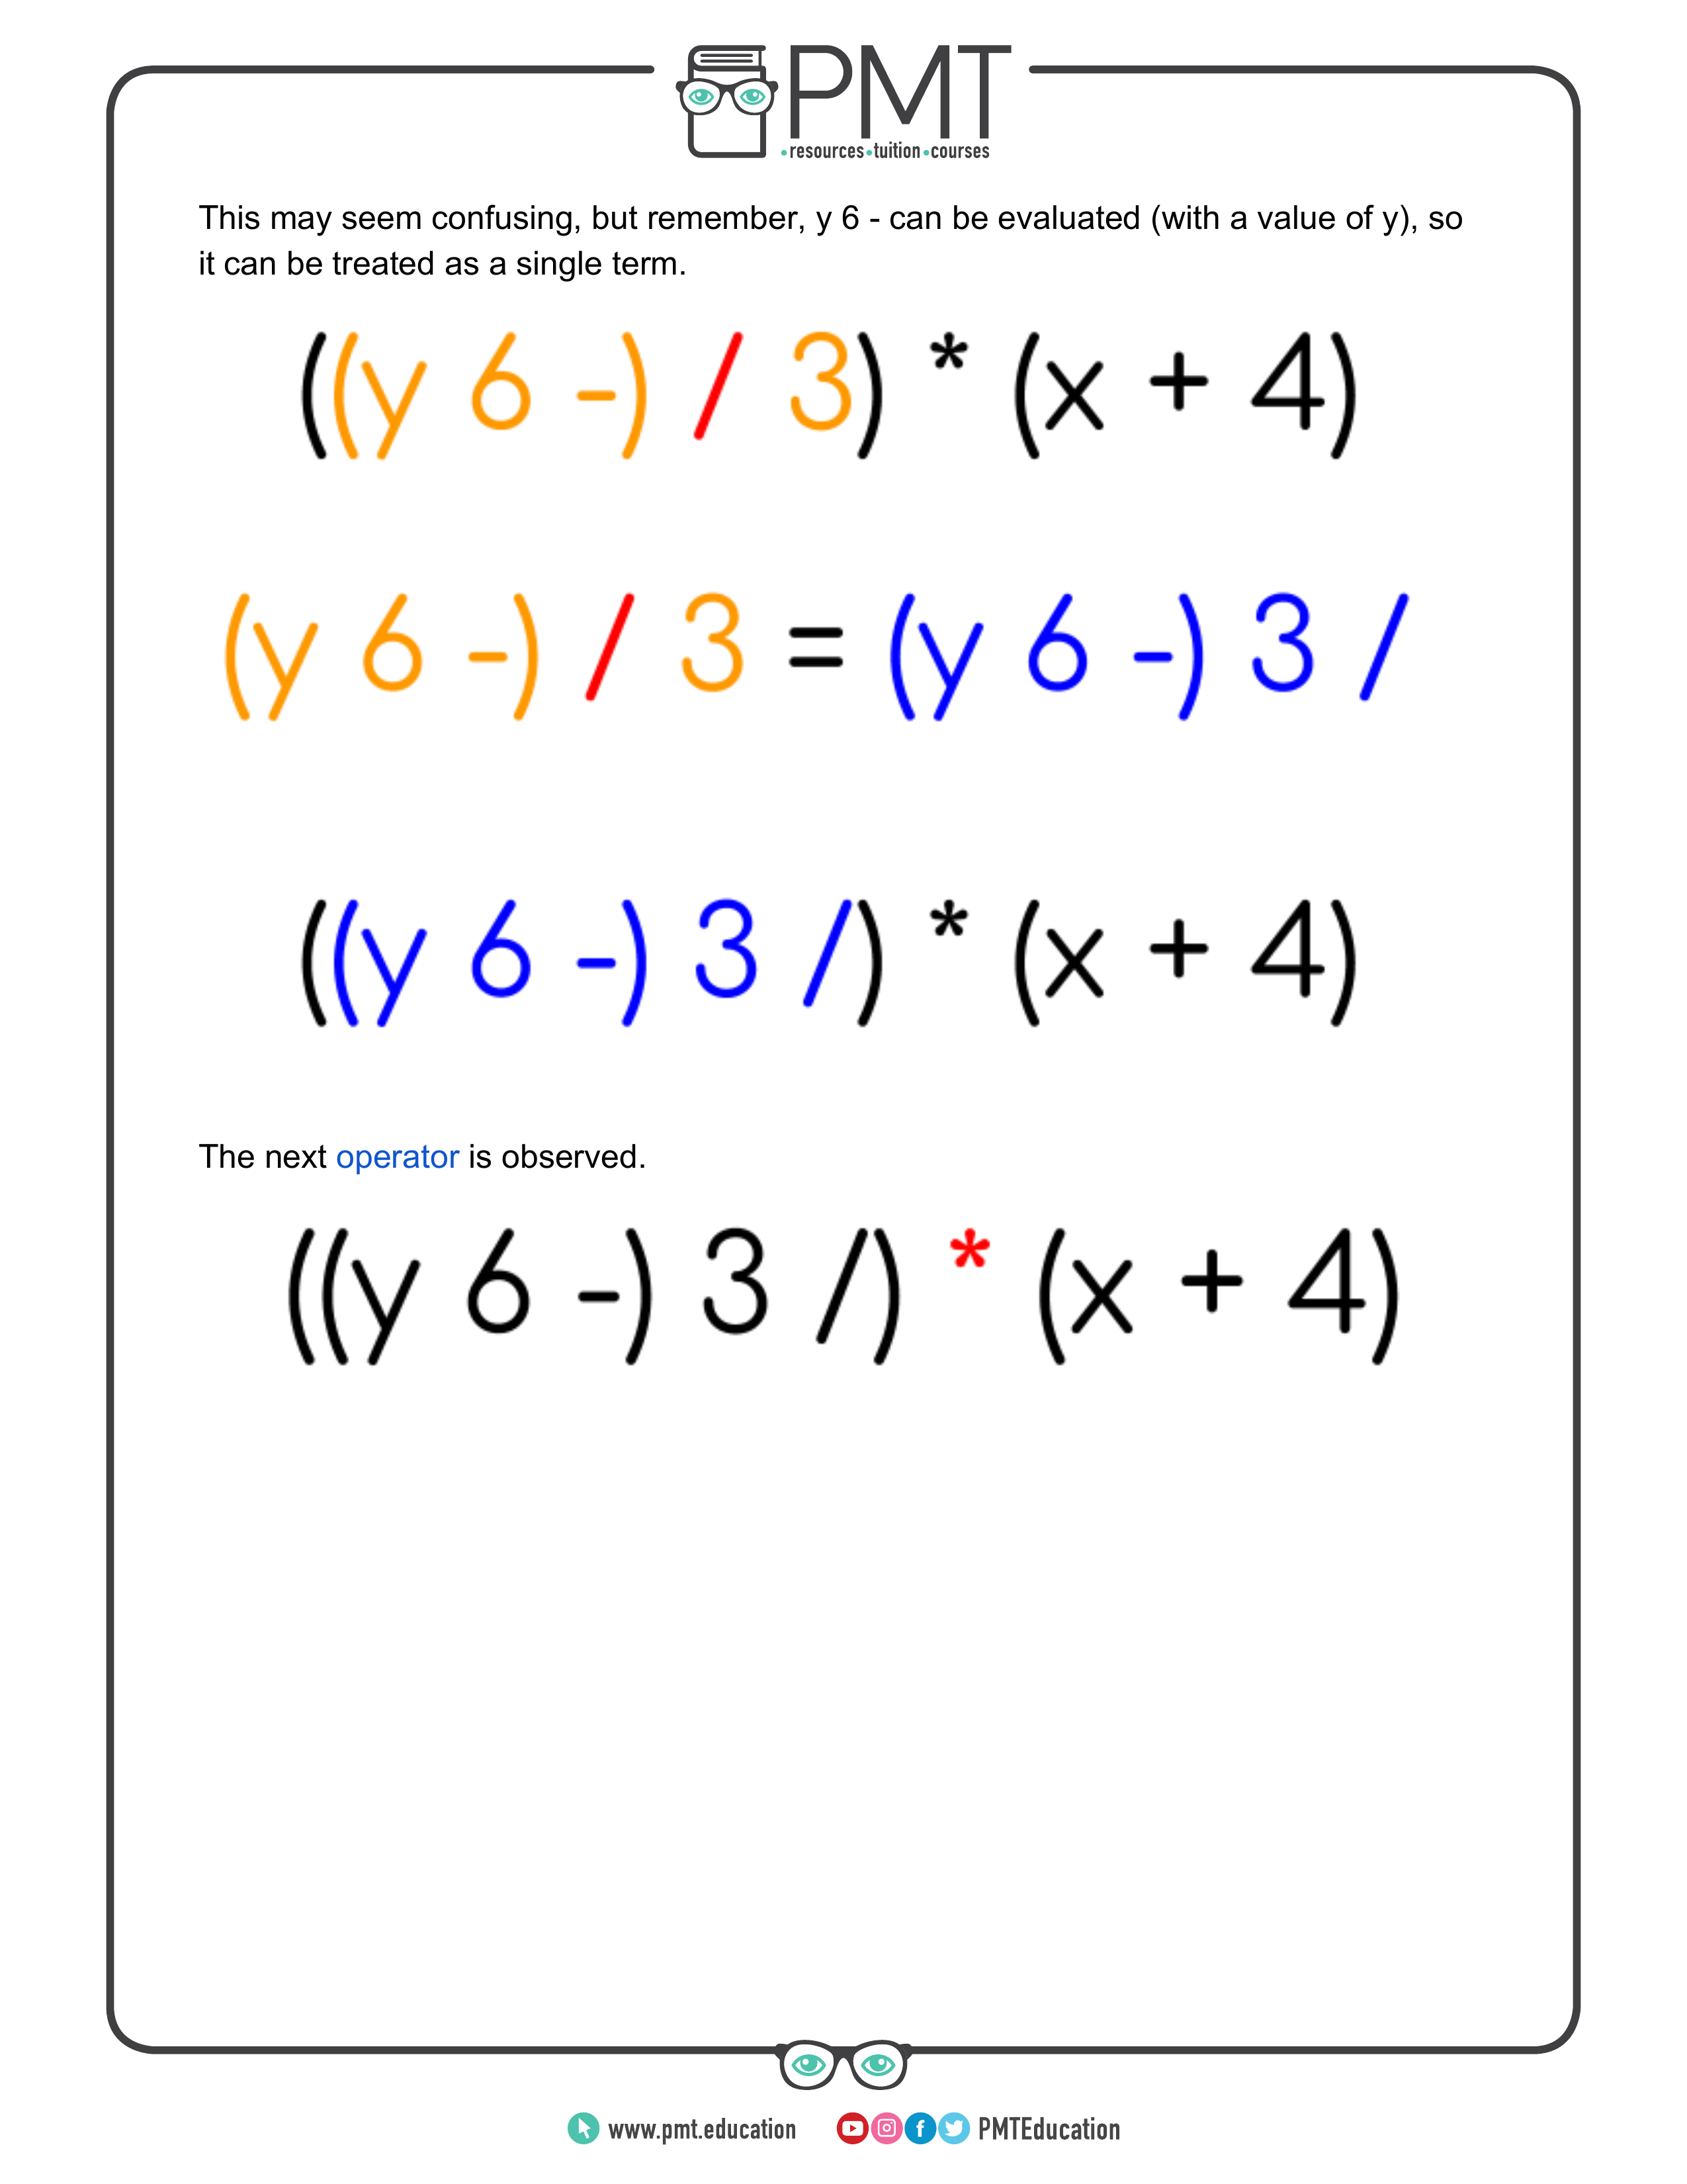 PMT
•resources•tuition•courses
This may seem confusing, but remember, y 6 - can be evaluated (with a value of y), so
it can be treated as a single term.
((y 6 -) / 3) * (x + 4)
(y 6 -) / 3 = (y 6 -) 3 /
((y 6 -) 3 /) * (x + 4)
The next operator is observed.
((y 6 -) 3 /) * (x + 4)
www.pmt.education PMTEducation